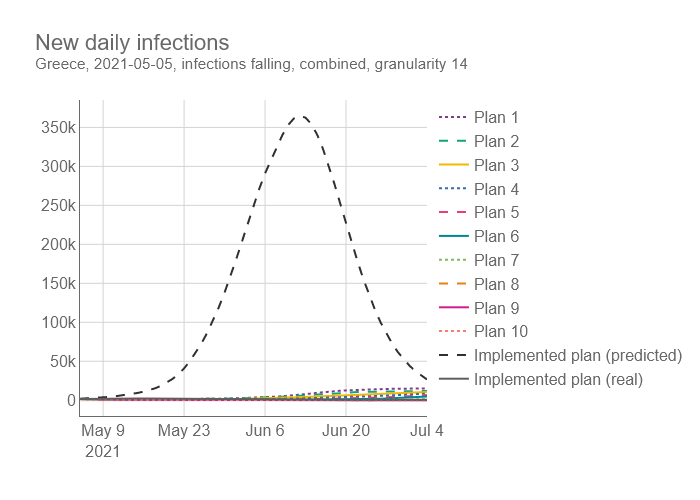 New daily infections
Greece, 2021-05-05, infections falling, combined, granularity 14
350k
300k
250k
200k
150k
100k
50k
0
May 9
2021
May 23
Jun 6
Jun 20
Jul 4
Plan 1
Plan 2
Plan 3
Plan 4
Plan 5
Plan 6
Plan 7
Plan 8
Plan 9
Plan 10
Implemented plan (predicted)
Implemented plan (real)